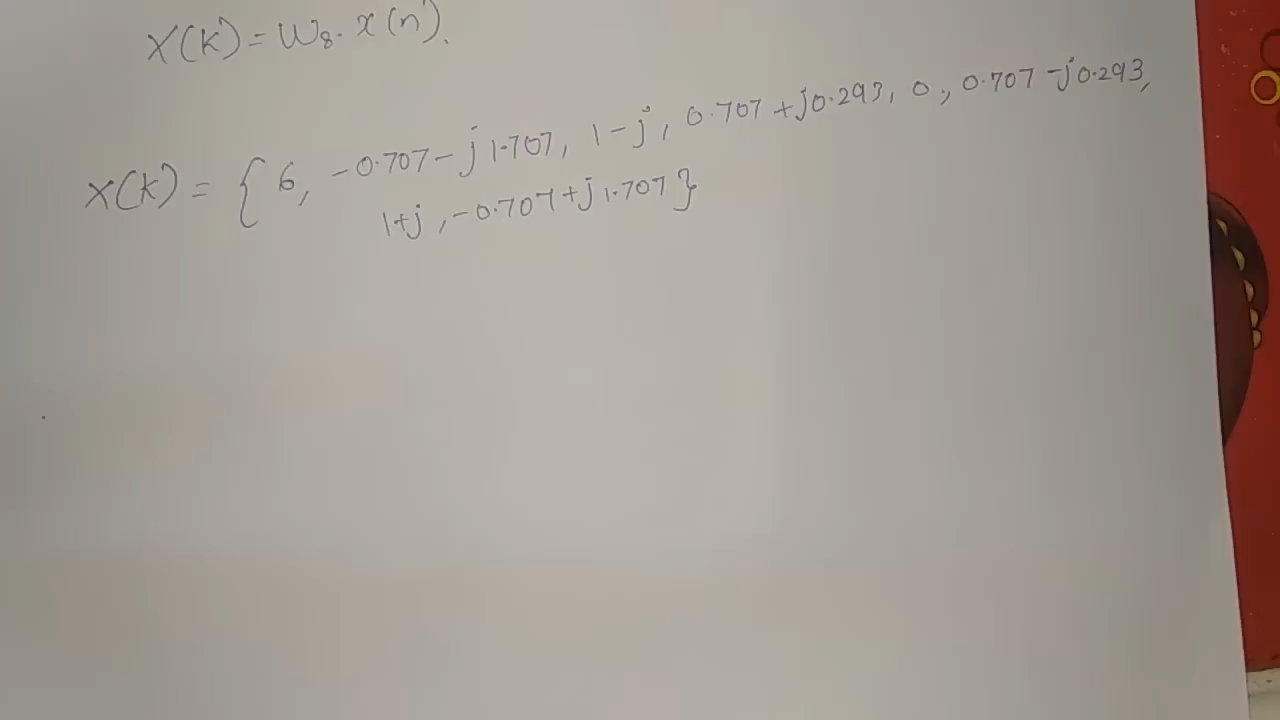 X(k) = W8. x(n).
X(k) = { 6, -0.707 - j1.707, 1-j, 0.707 + j0.293, 0, 0.707 - j0.293,
1+j, -0.707 + j1.707 }